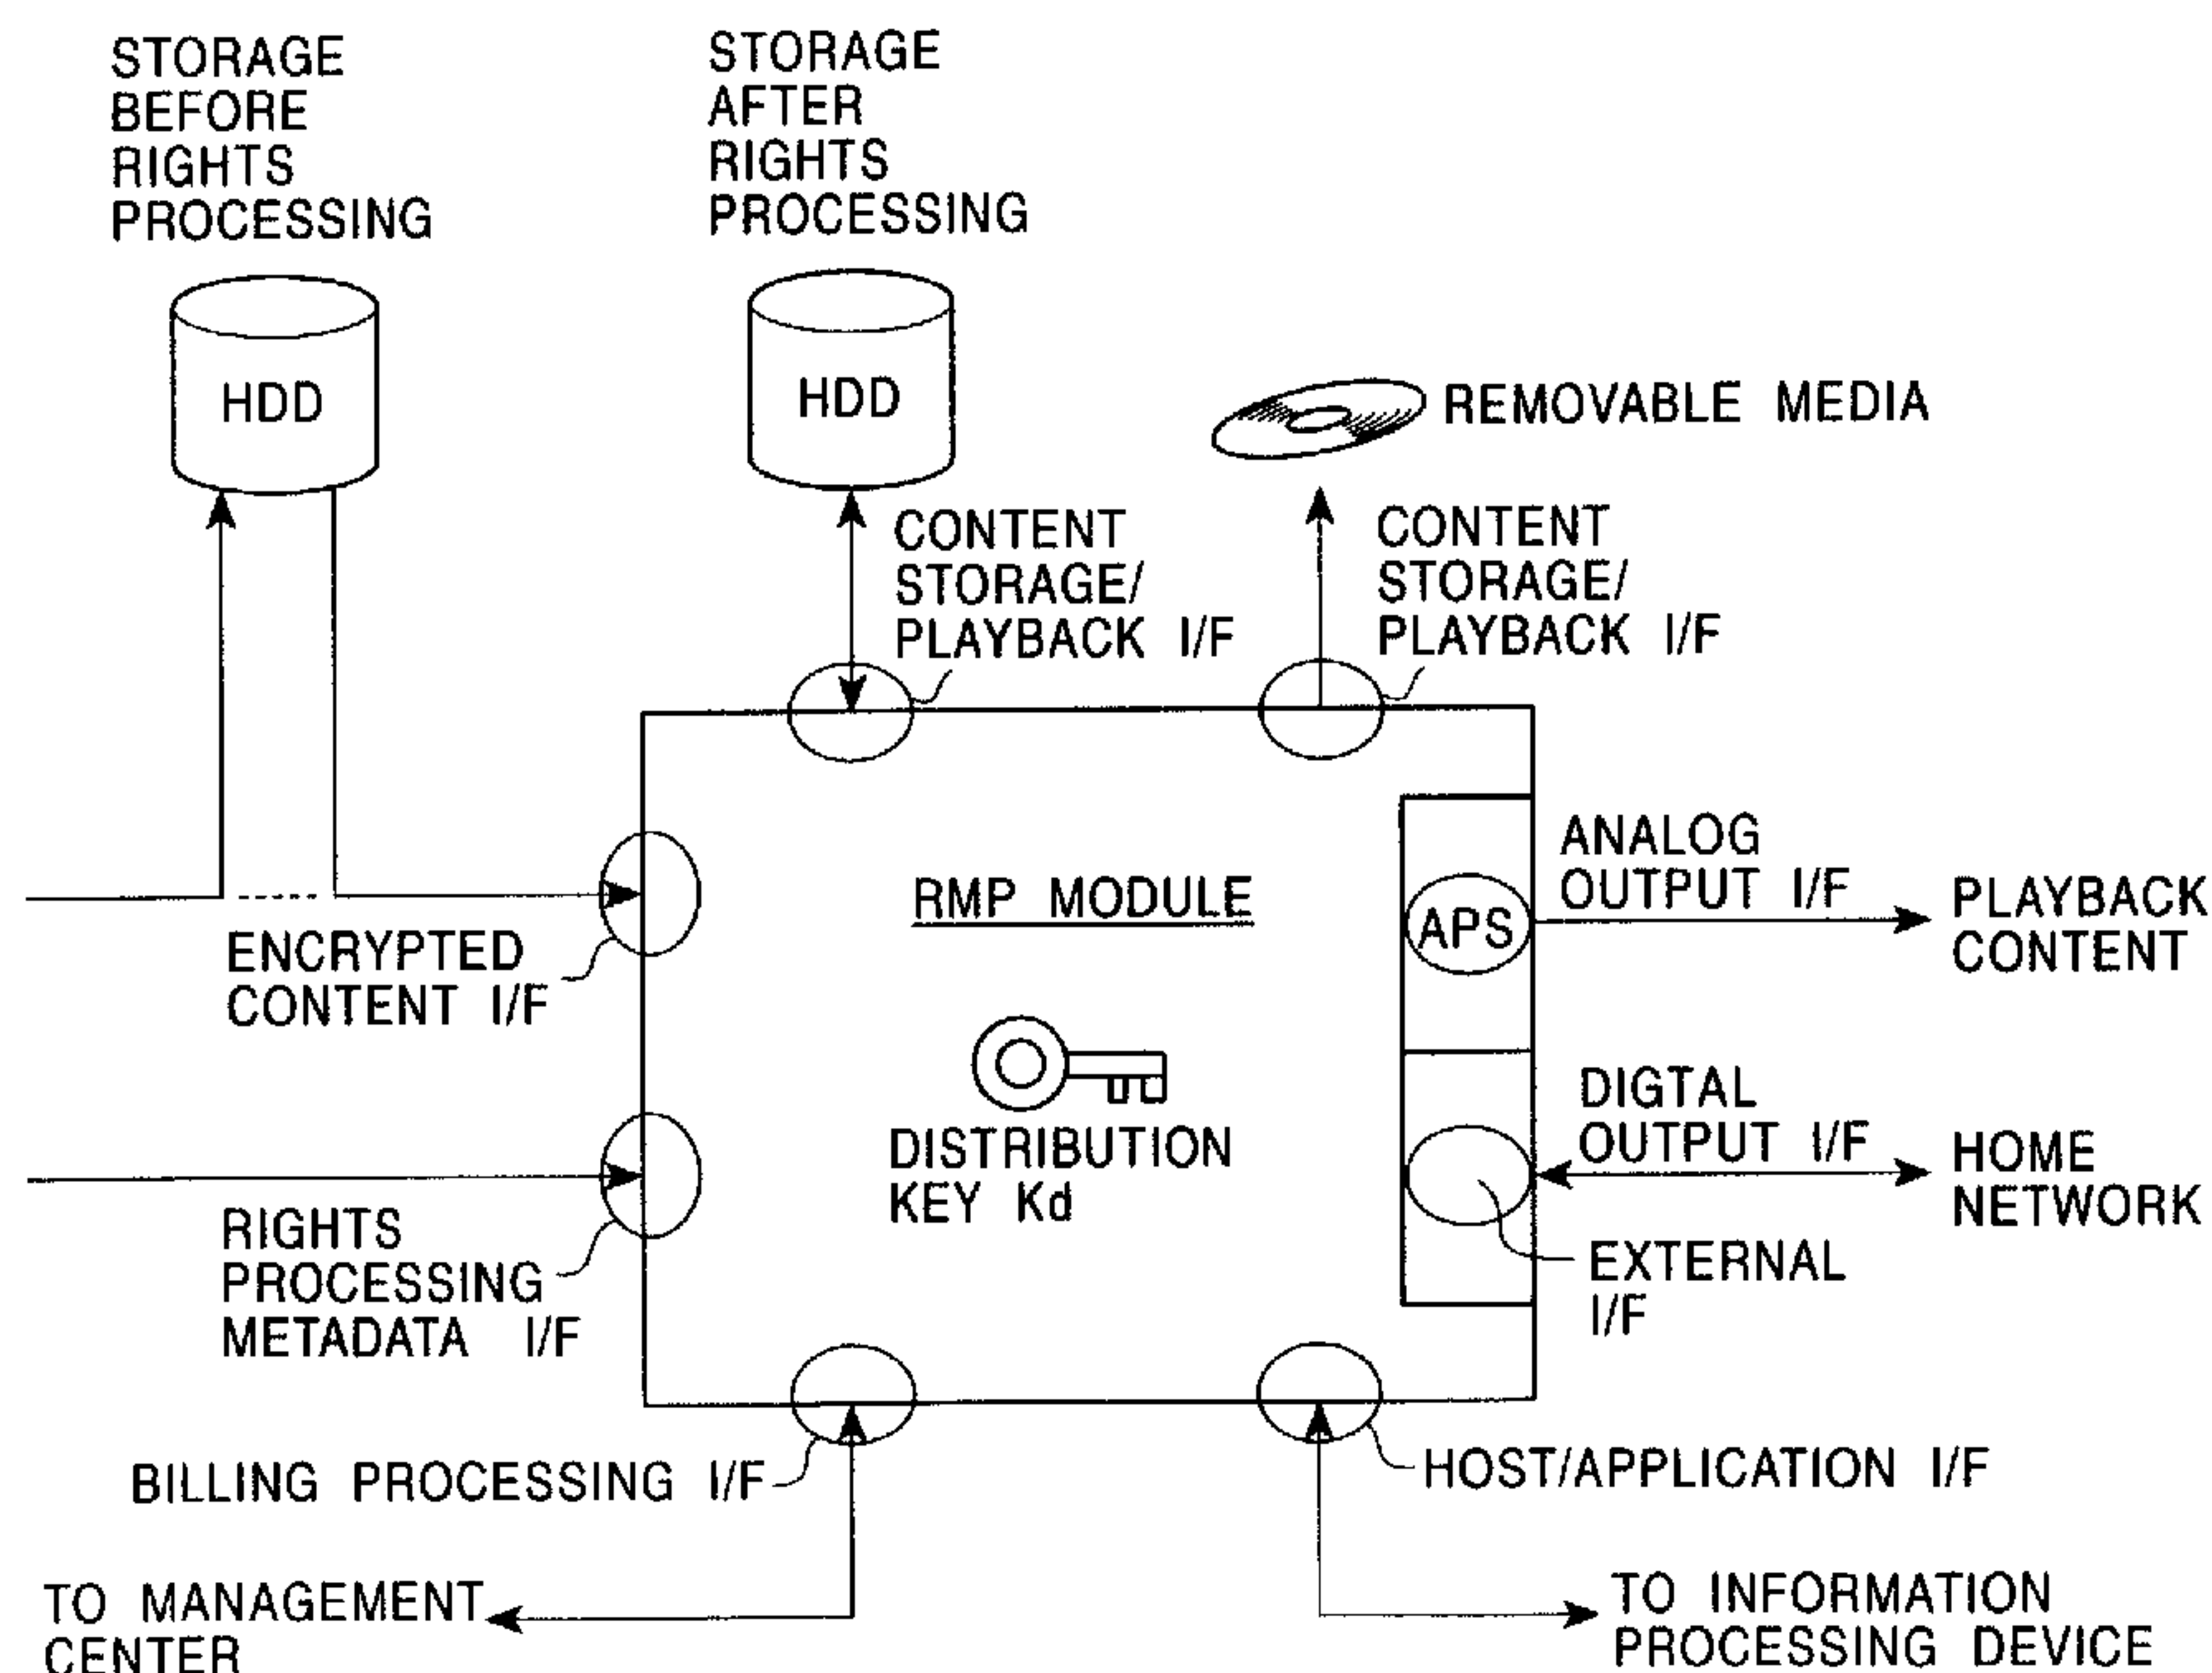 STORAGE
BEFORE
RIGHTS
PROCESSING
STORAGE
AFTER
RIGHTS
PROCESSING
HDD
HDD
REMOVABLE MEDIA
CONTENT
STORAGE/
PLAYBACK I/F
CONTENT
STORAGE/
PLAYBACK I/F
ENCRYPTED
CONTENT I/F
RMP MODULE
APS
ANALOG
OUTPUT I/F
PLAYBACK
CONTENT
DISTRIBUTION
KEY Kd
DIGTAL
OUTPUT I/F
HOME
NETWORK
EXTERNAL
I/F
RIGHTS
PROCESSING
METADATA I/F
BILLING PROCESSING I/F
HOST/APPLICATION I/F
TO MANAGEMENT
CENTER
TO INFORMATION
PROCESSING DEVICE